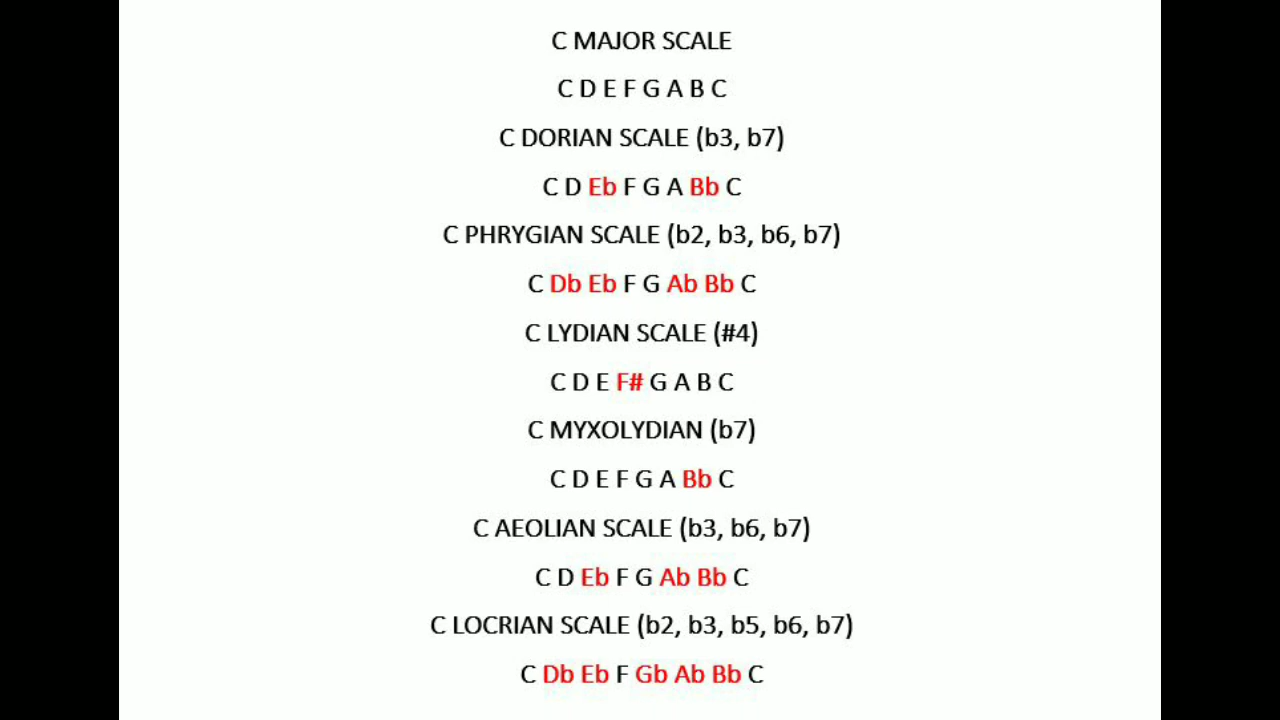 C MAJOR SCALE
C D E F G A B C
C DORIAN SCALE (b3, b7)
C D Eb F G A Bb C
C PHRYGIAN SCALE (b2, b3, b6, b7)
C Db Eb F G Ab Bb C
C LYDIAN SCALE (#4)
C D E F# G A B C
C MYXOLYDIAN (b7)
C D E F G A Bb C
C AEOLIAN SCALE (b3, b6, b7)
C D Eb F G Ab Bb C
C LOCRIAN SCALE (b2, b3, b5, b6, b7)
C Db Eb F Gb Ab Bb C